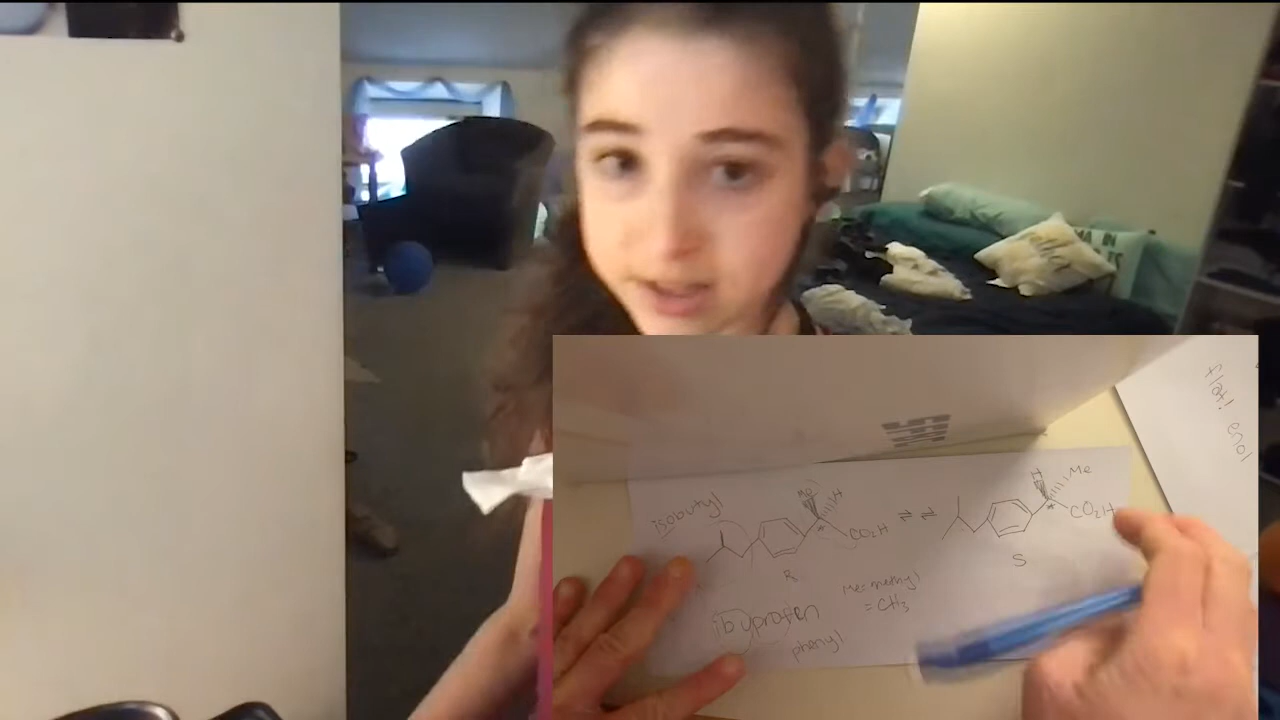 isobutyl
Me
H
*
CO₂H
R
H
Me
*
CO₂H
S
Me = methyl
= CH₃
ibuprofen
phenyl
flat! enol